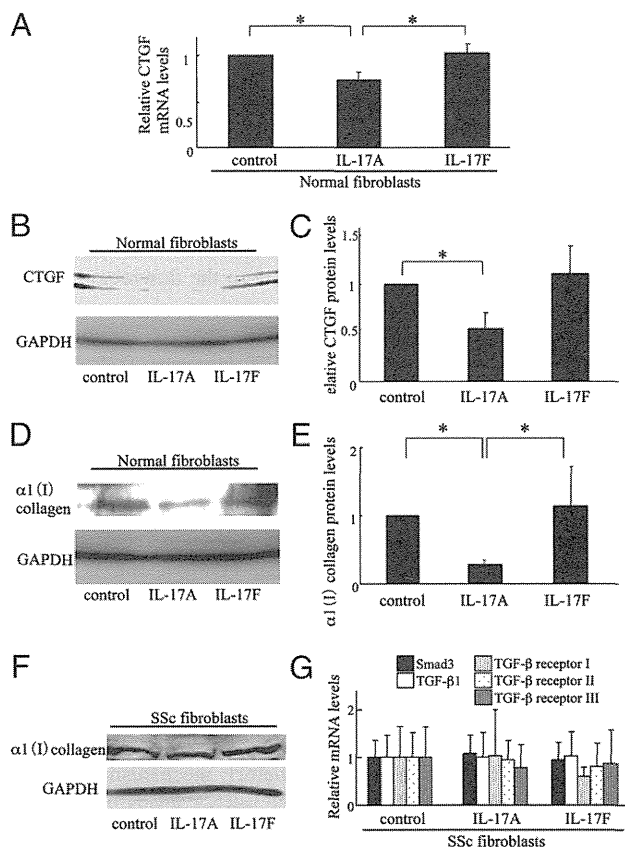 A
Relative CTGF
mRNA levels
* *
1
0.5
0
control IL-17A IL-17F
Normal fibroblasts
B
Normal fibroblasts
CTGF
GAPDH
control IL-17A IL-17F
C
elative CTGF protein levels
1.5
1
0.5
0
*
control IL-17A IL-17F
D
Normal fibroblasts
α1 (I)
collagen
GAPDH
control IL-17A IL-17F
E
α1 (I) collagen protein levels
2
1
0
* *
control IL-17A IL-17F
F
SSc fibroblasts
α1 (I) collagen
GAPDH
control IL-17A IL-17F
G
Smad3
TGF-β1
TGF-β receptor I
TGF-β receptor II
TGF-β receptor III
Relative mRNA levels
2
1
0
control IL-17A IL-17F
SSc fibroblasts